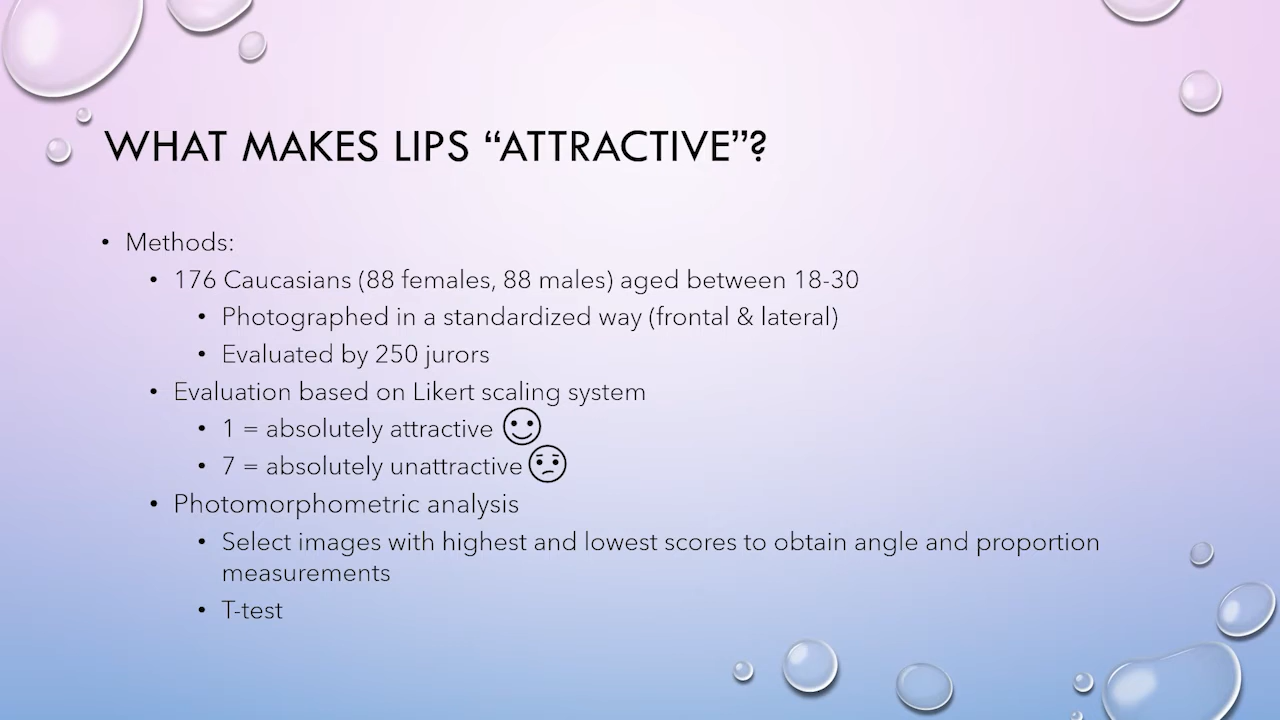 WHAT MAKES LIPS “ATTRACTIVE”?
• Methods:
• 176 Caucasians (88 females, 88 males) aged between 18-30
• Photographed in a standardized way (frontal & lateral)
• Evaluated by 250 jurors
• Evaluation based on Likert scaling system
• 1 = absolutely attractive
• 7 = absolutely unattractive
• Photomorphometric analysis
• Select images with highest and lowest scores to obtain angle and proportion
measurements
• T-test